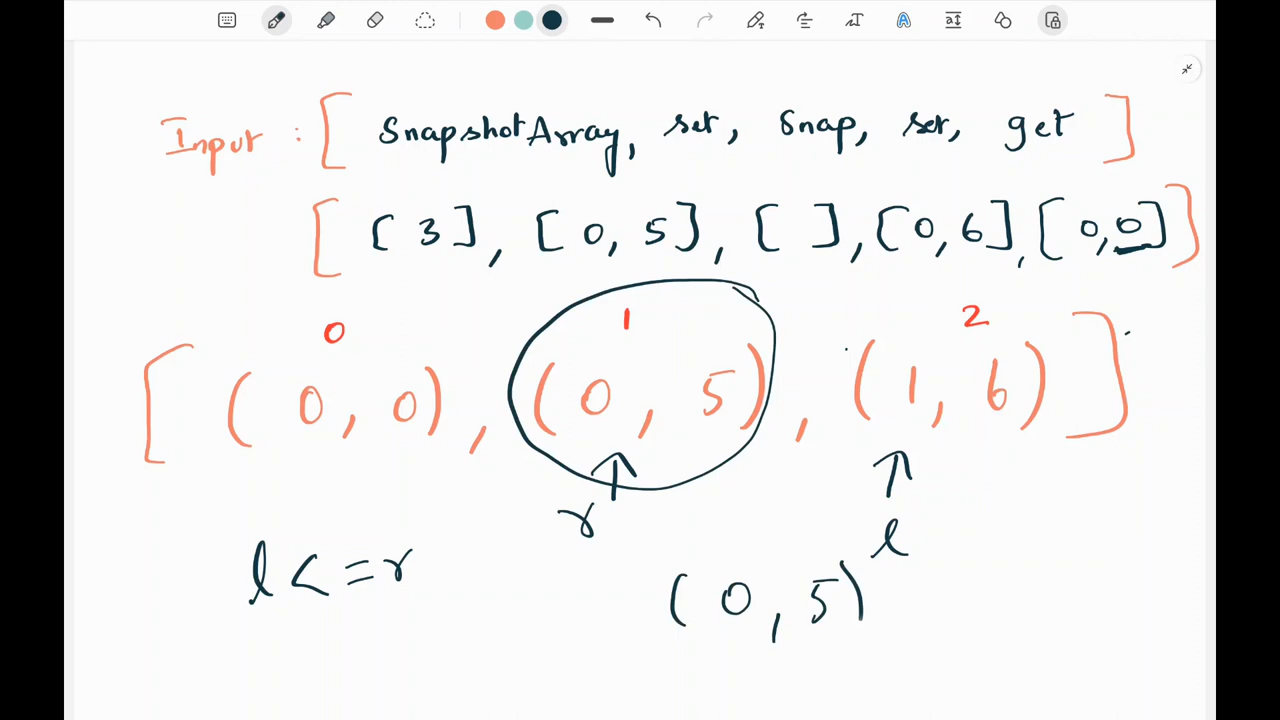 Input : [ SnapshotArray, set, Snap, set, get ]
[ [ 3 ], [ 0, 5 ], [ ], [ 0, 6 ], [ 0, 0 ] ]
0 1 2
[ ( 0, 0 ), ( 0, 5 ), ( 1, 6 ) ]
r l
l <= r
( 0, 5 )